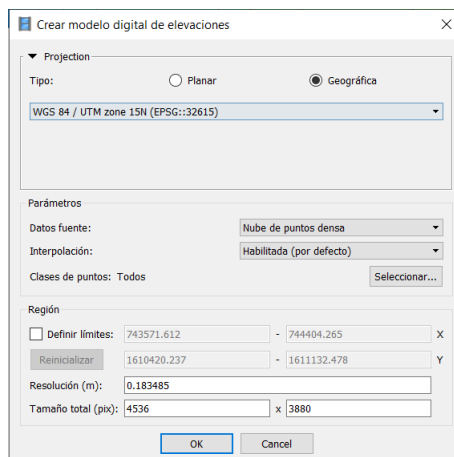 Crear modelo digital de elevaciones
Projection
Tipo: Planar Geográfica
WGS 84 / UTM zone 15N (EPSG::32615)
Parámetros
Datos fuente: Nube de puntos densa
Interpolación: Habilitada (por defecto)
Clases de puntos: Todos Seleccionar...
Región
Definir límites: 743571.612 - 744404.265 X
Reinicializar 1610420.237 - 1611132.478 Y
Resolución (m): 0.183485
Tamaño total (pix): 4536 x 3880
OK Cancel